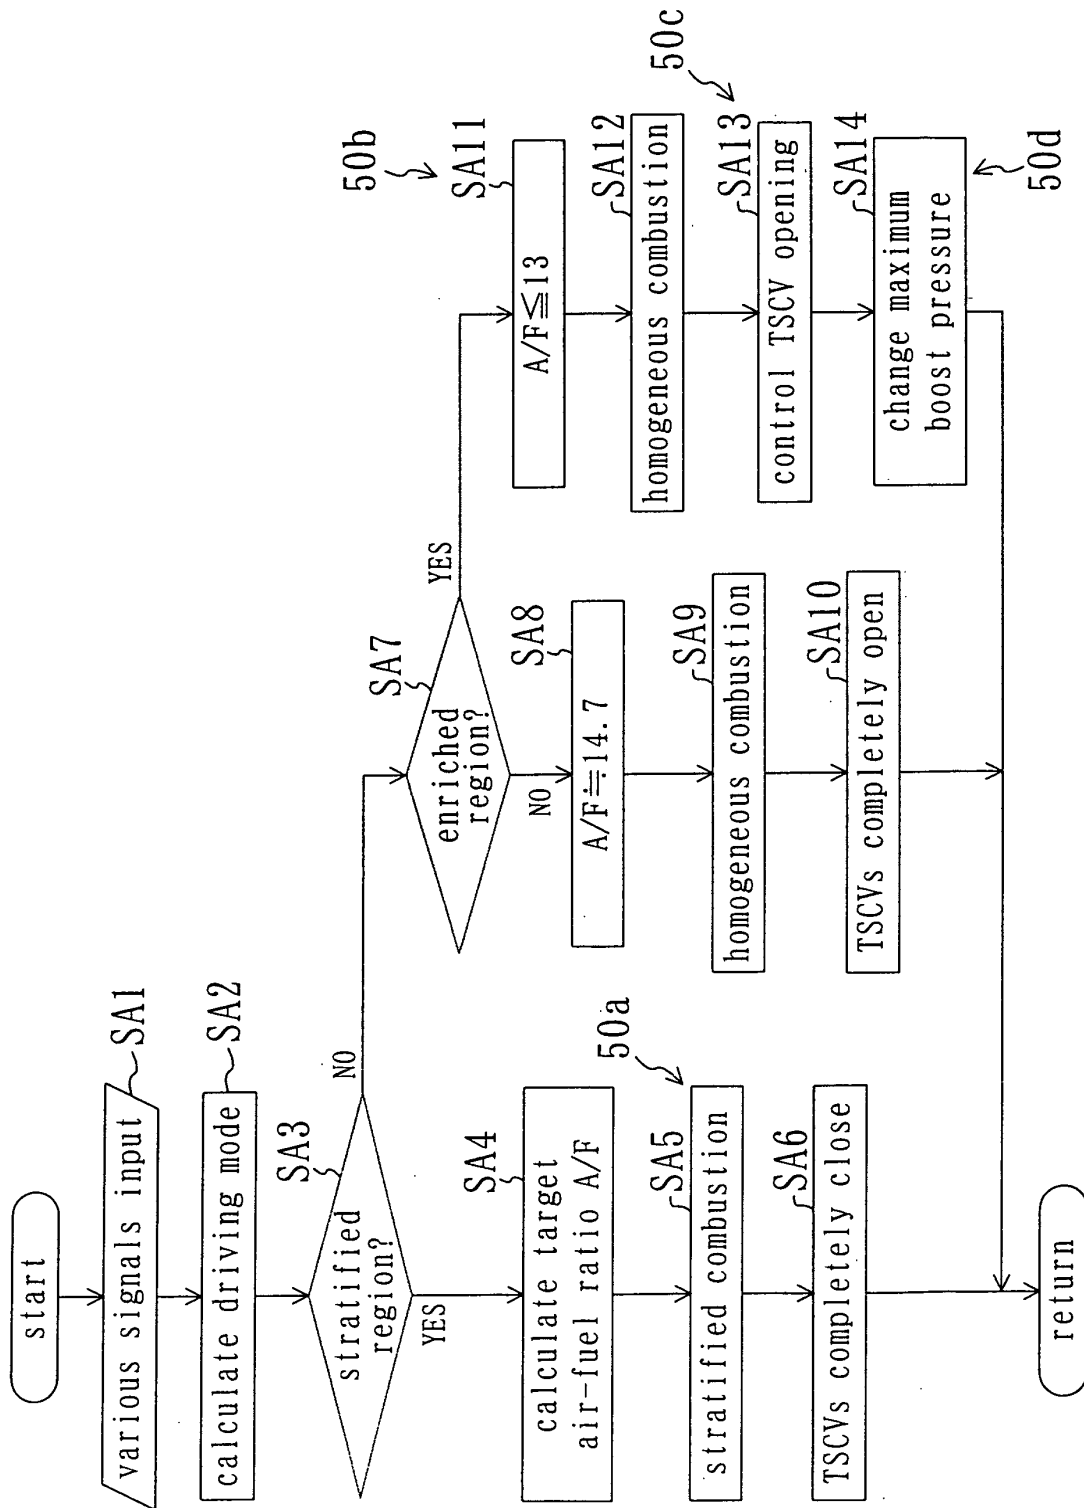 start
various signals input
SA1
calculate driving mode
SA2
stratified
region?
SA3
NO
YES
calculate target
air-fuel ratio A/F
SA4
stratified combustion
SA5
50a
TSCVs completely close
SA6
enriched
region?
SA7
YES
NO
A/F≒14.7
SA8
homogeneous combustion
SA9
TSCVs completely open
SA10
A/F≦13
SA11
50b
homogeneous combustion
SA12
control TSCV opening
SA13
50c
change maximum
boost pressure
SA14
50d
return